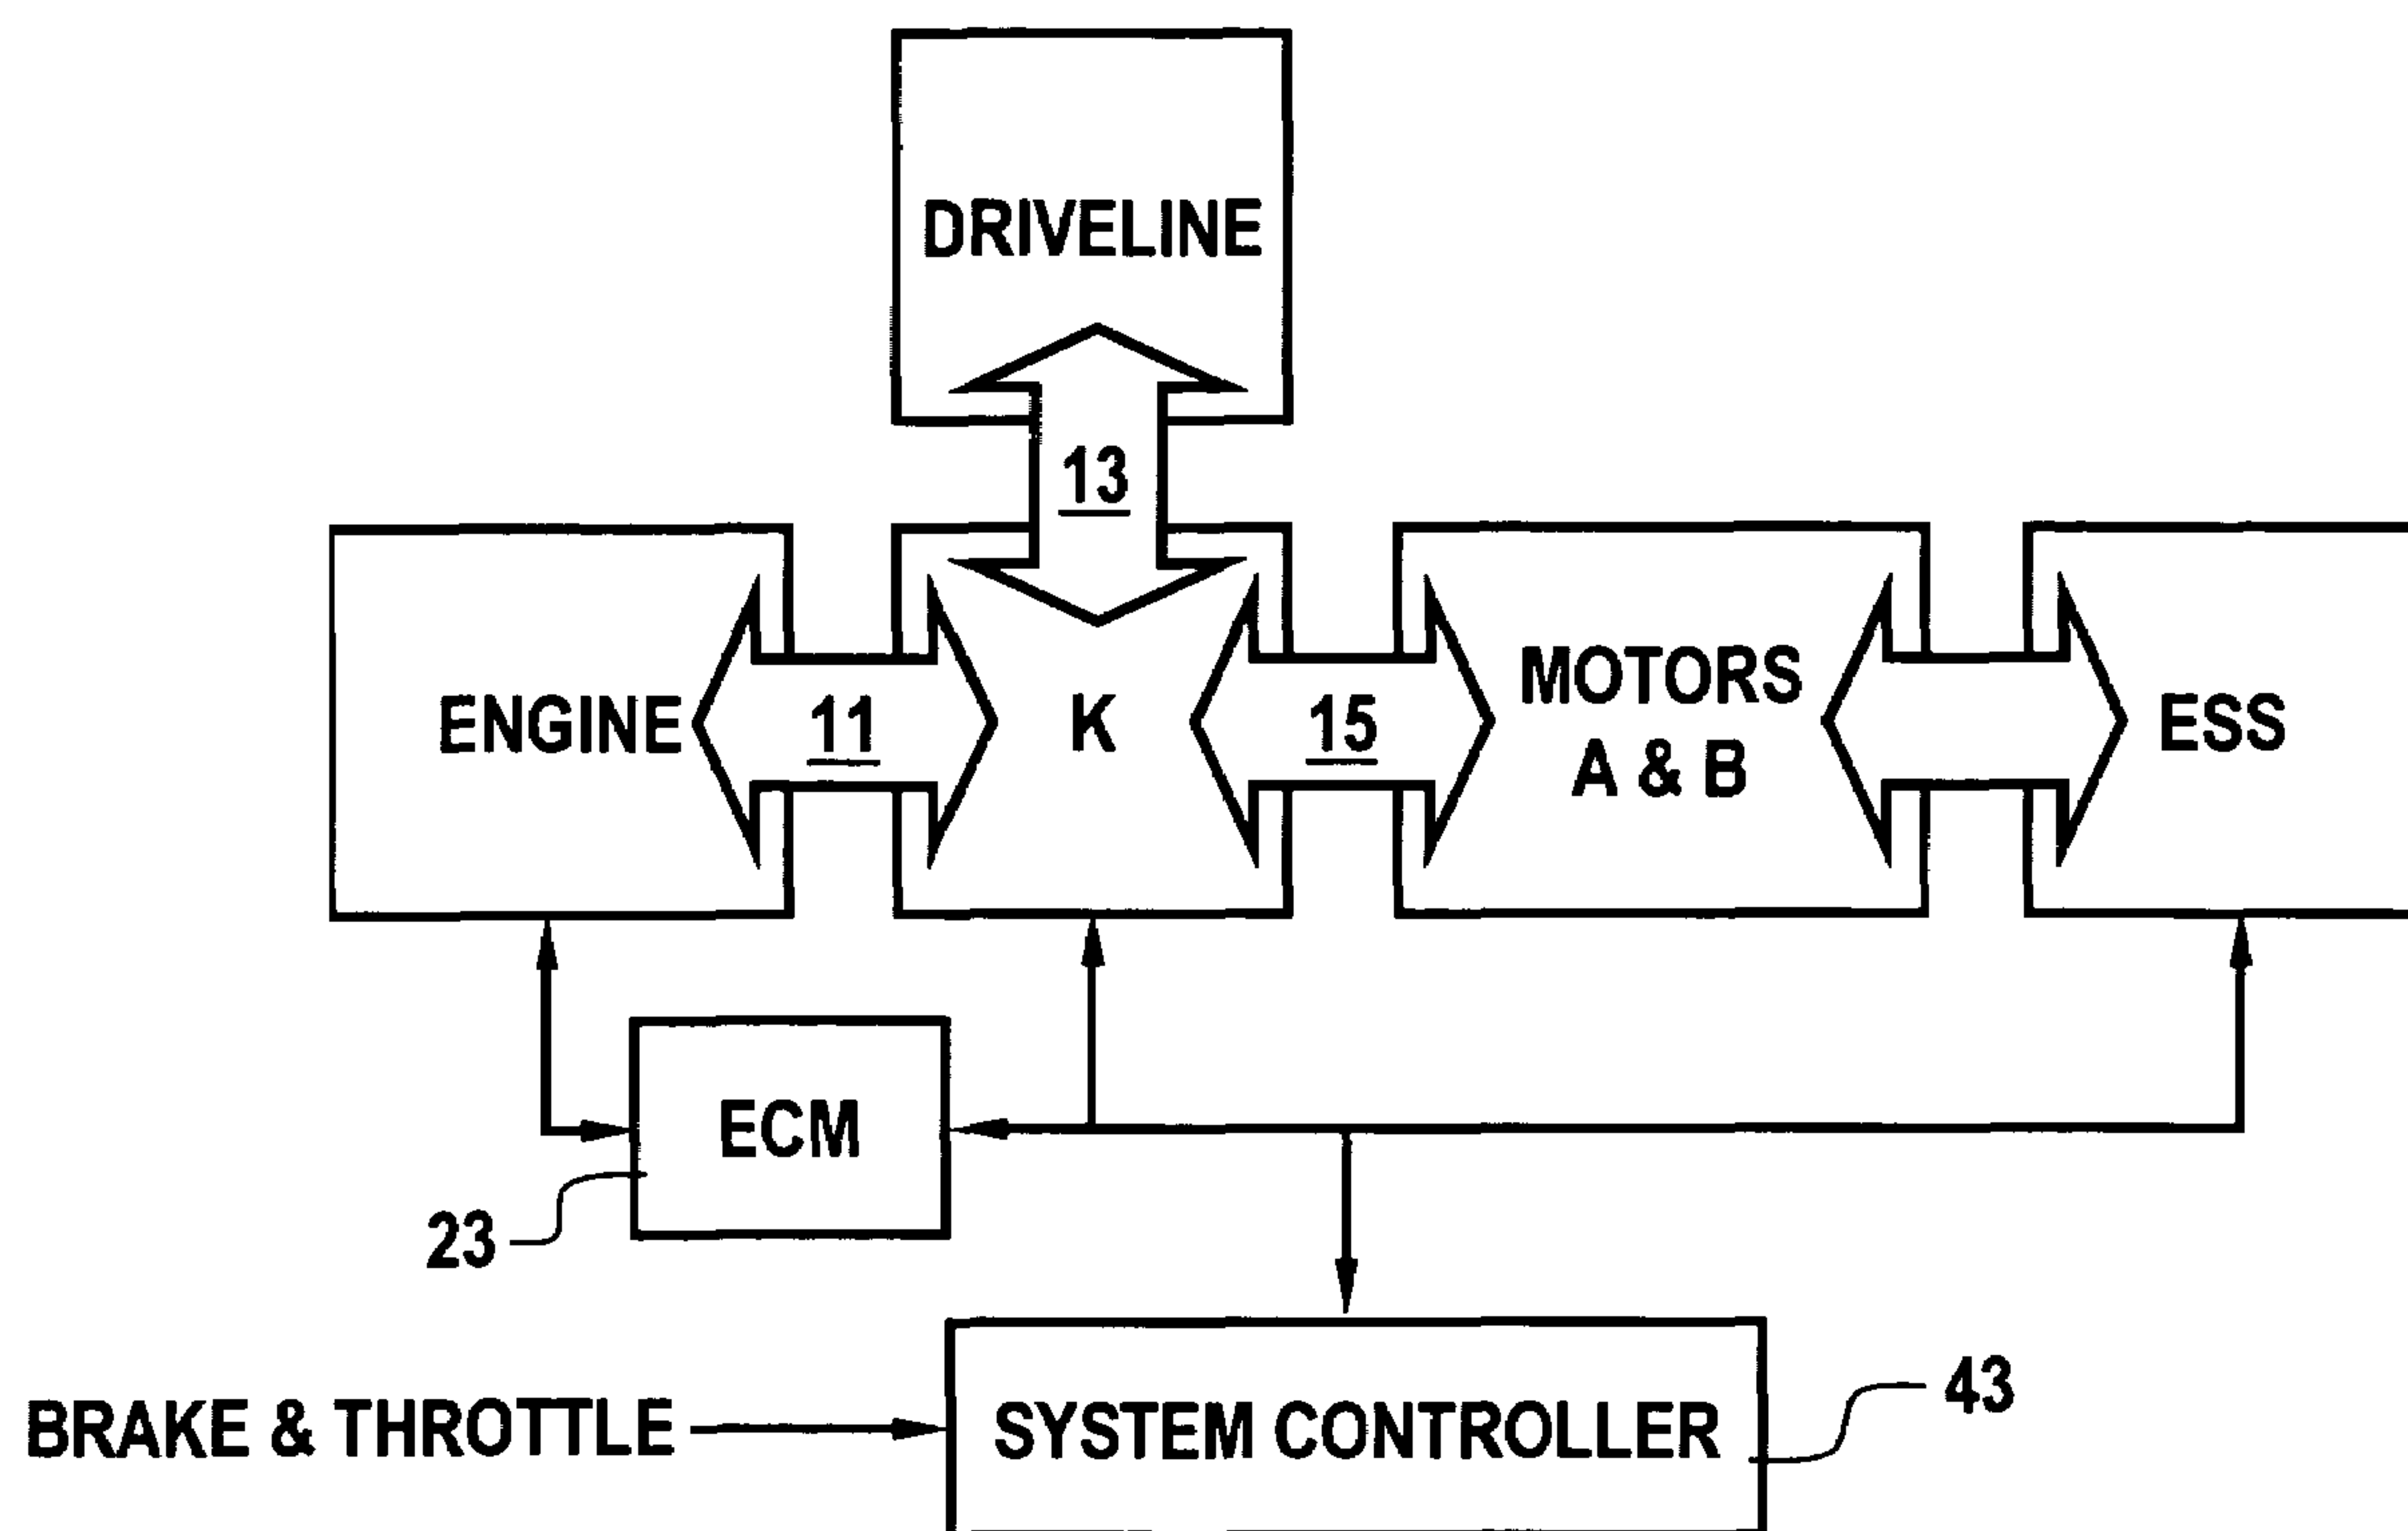 DRIVELINE
13
ENGINE
11
K
15
MOTORS
A & B
ESS
ECM
23
BRAKE & THROTTLE
SYSTEM CONTROLLER
43